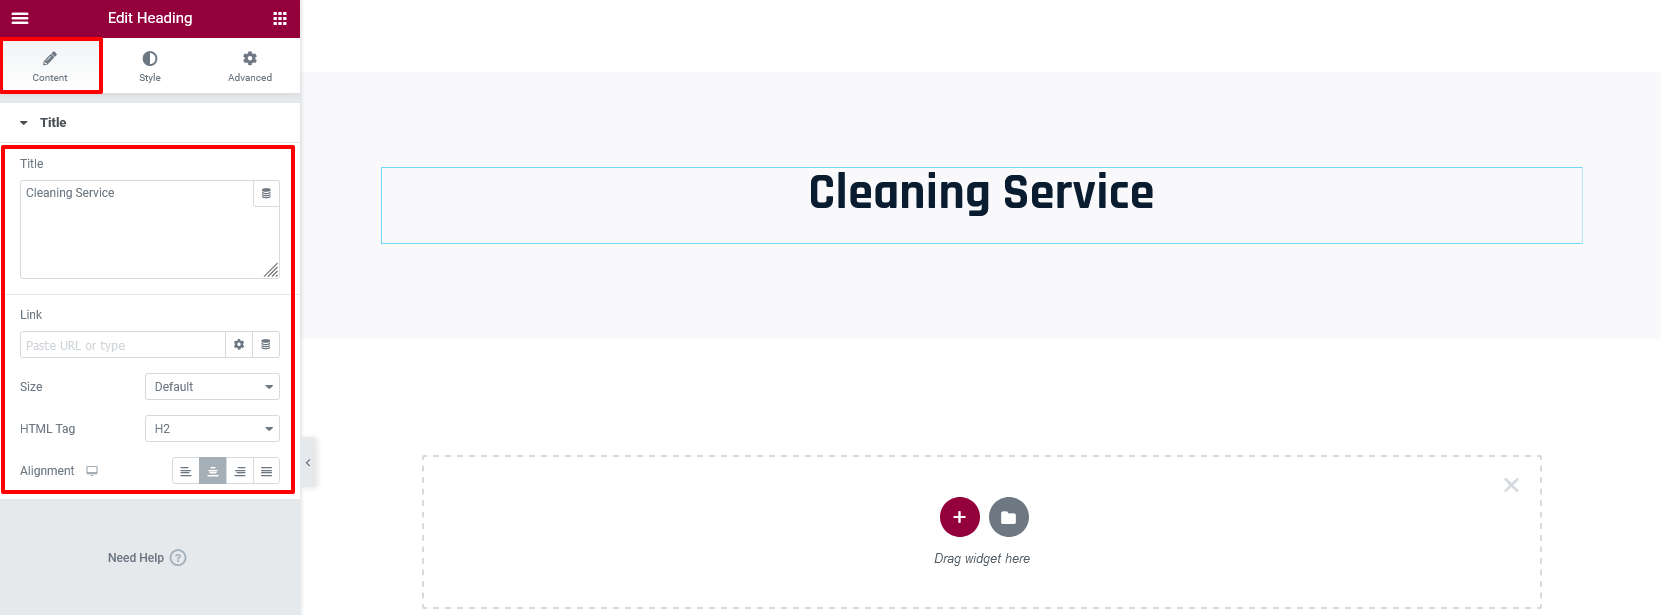 Edit Heading
Content
Style
Advanced
Title
Title
Cleaning Service
Link
Paste URL or type
Size
Default
HTML Tag
H2
Alignment
Need Help ?
Cleaning Service
Drag widget here